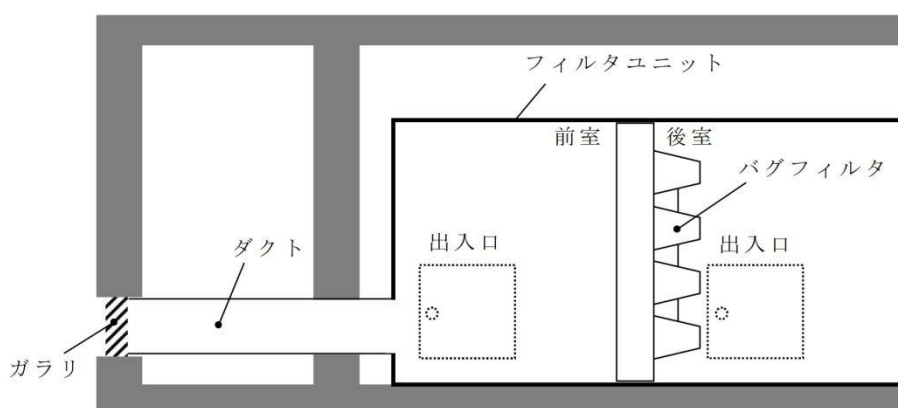 フィルタユニット
前室
後室
バグフィルタ
出入口
出入口
ダクト
ガラリ